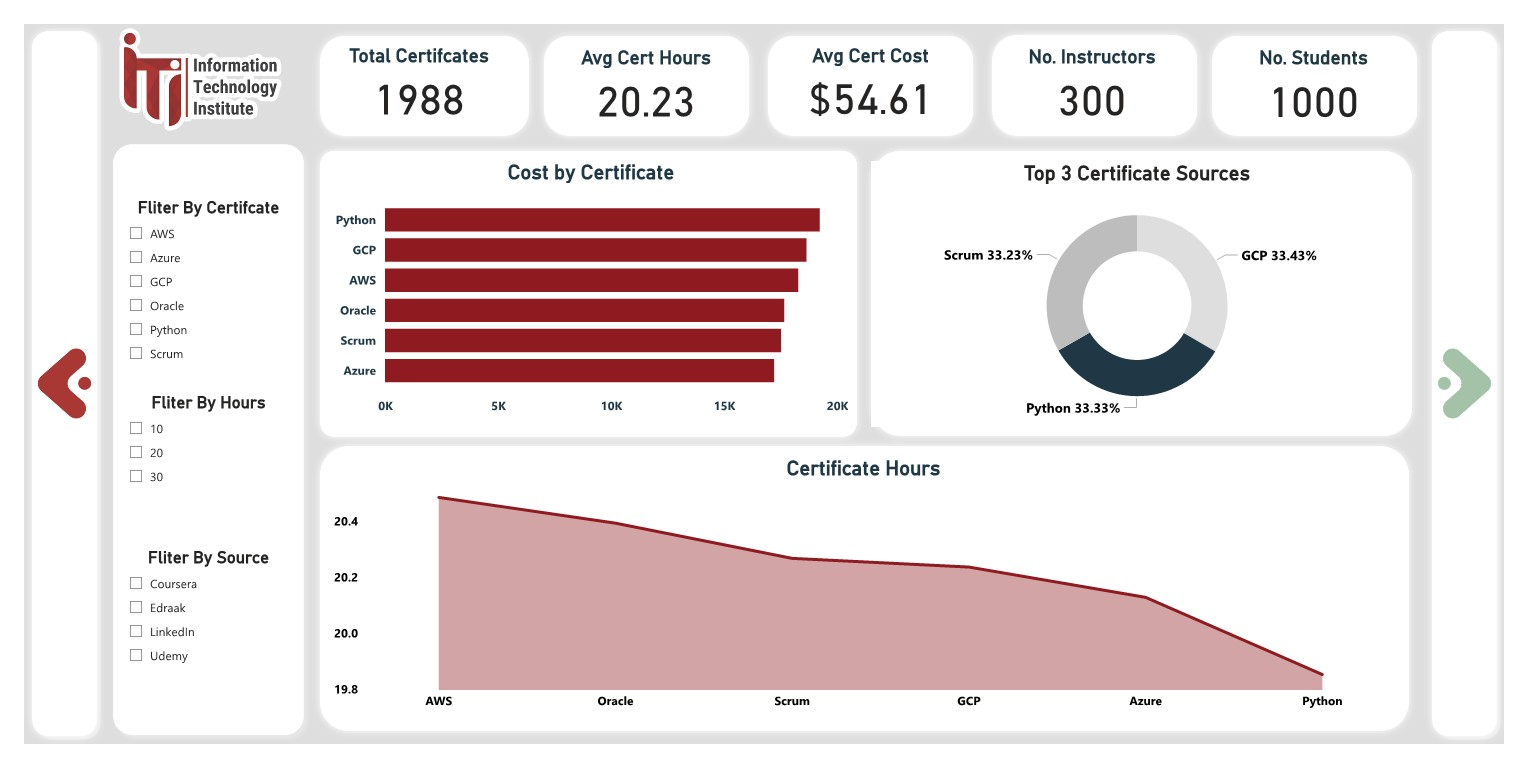 Information
Technology
Institute
Total Certifcates
1988
Avg Cert Hours
20.23
Avg Cert Cost
$54.61
No. Instructors
300
No. Students
1000
Fliter By Certifcate
AWS
Azure
GCP
Oracle
Python
Scrum
Fliter By Hours
10
20
30
Fliter By Source
Coursera
Edraak
LinkedIn
Udemy
Cost by Certificate
Python
GCP
AWS
Oracle
Scrum
Azure
0K 5K 10K 15K 20K
Top 3 Certificate Sources
Scrum 33.23%
GCP 33.43%
Python 33.33%
Certificate Hours
20.4
20.2
20.0
19.8
AWS Oracle Scrum GCP Azure Python